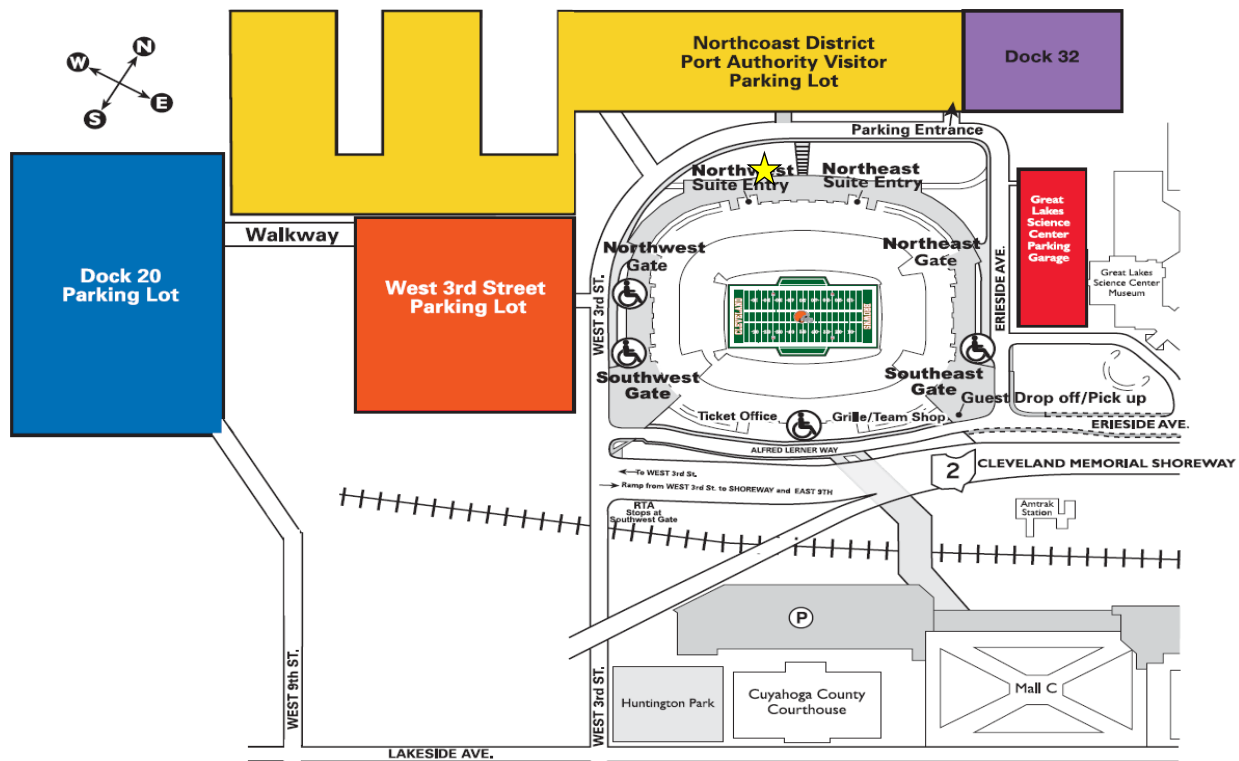 N
W
E
S
Northcoast District
Port Authority Visitor
Parking Lot
Dock 32
Parking Entrance
Northwest
Suite Entry
Northeast
Suite Entry
Great
Lakes
Science
Center
Parking
Garage
Great Lakes
Science Center
Museum
Walkway
Dock 20
Parking Lot
West 3rd Street
Parking Lot
WEST 3rd ST.
Northwest
Gate
Northeast
Gate
ERIESIDE AVE.
CLEVELAND
Southwest
Gate
Southeast
Gate
Guest Drop off/Pick up
Ticket Office
Grille/Team Shop
ERIESIDE AVE.
ALFRED LERNER WAY
2
CLEVELAND MEMORIAL SHOREWAY
To WEST 3rd St.
Ramp from WEST 3rd St. to SHOREWAY and EAST 9TH
RTA
Stops at
Southwest Gate
Amtrak
Station
P
WEST 9th ST.
WEST 3rd ST.
Huntington Park
Cuyahoga County
Courthouse
Mall C
LAKESIDE AVE.